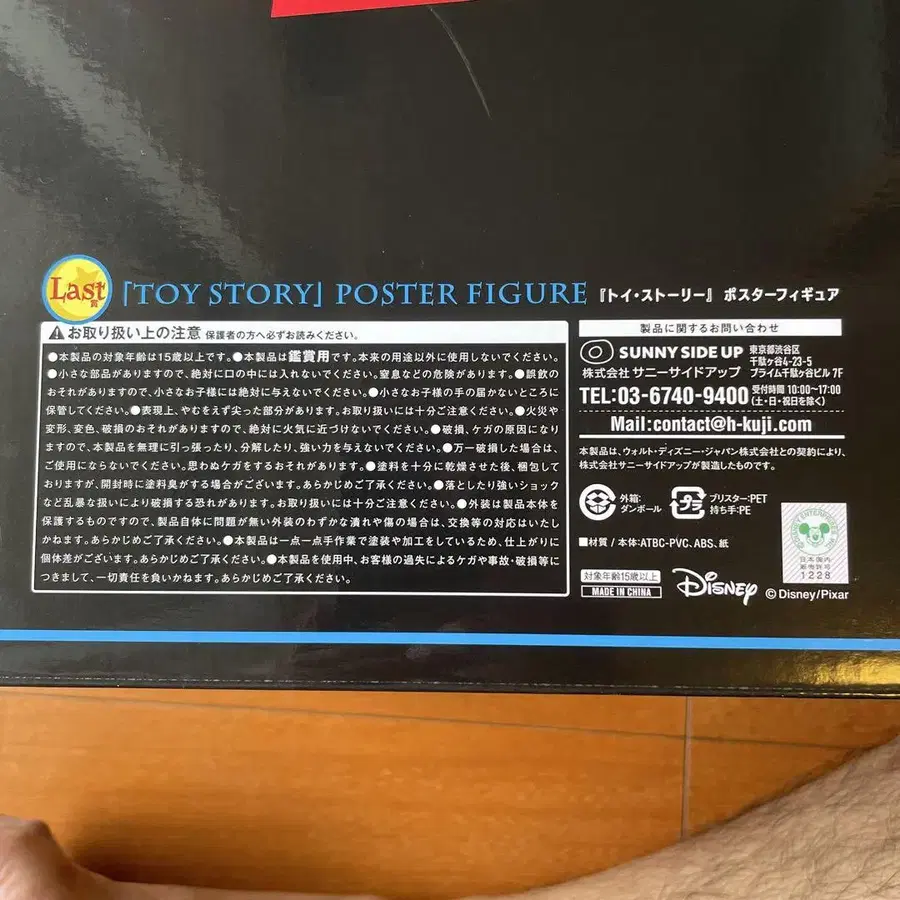 Last賞
「TOY STORY」 POSTER FIGURE 『トイ・ストーリー』 ポスターフィギュア
お取り扱い上の注意 保護者の方へ必ずお読みください。
●本製品の対象年齢は15歳以上です。●本製品は鑑賞用です。本来の用途以外に使用しないでください。
●小さな部品がありますので、絶対に口の中には入れないでください。窒息などの危険があります。●誤飲の
おそれがありますので、小さなお子様には絶対に与えないでください。●小さなお子様の手の届かないところに
保管してください。●表現上、やむをえず尖った部分があります。お取り扱いには十分ご注意ください。●火災や
変形、変色、破損のおそれがありますので、絶対に火気に近づけないでください。●破損、ケガの原因になり
ますので、本製品を無理に引っ張ったり、分解したり、強い力を与えないでください。●万一破損した場合は、
ご使用にならないでください。思わぬケガをするおそれがあります。●塗料を十分に乾燥させた後、梱包して
おりますが、開封時に塗料臭がする場合がございます。あらかじめご了承ください。●落としたり強いショック
など乱暴な扱いにより破損する恐れがあります。お取り扱いには十分ご注意ください。●外装は製品本体を
保護するものですので、製品自体に問題が無い外装のわずかな潰れや傷の場合は、交換等の対応はいたし
かねます。あらかじめご了承ください。●本製品は一点一点手作業で塗装や加工をしているため、仕上がりに
個体差がございます。あらかじめご了承ください。●本製品を使用中、お客様の過失によるケガや事故・破損等に
つきまして、一切責任を負いかねます。あらかじめご了承ください。
製品に関するお問い合わせ
SUNNY SIDE UP
株式会社 サニーサイドアップ
東京都渋谷区
千駄ケ谷4-23-5
プライム千駄ケ谷ビル 7F
TEL:03-6740-9400 受付時間 10:00~17:00
(土・日・祝日を除く)
Mail:contact@h-kuji.com
本製品は、ウォルト・ディズニー・ジャパン株式会社との契約により、
株式会社サニーサイドアップが製造したものです。
外箱:
ダンボール
プラ
ブリスター:PET
持ち手:PE
■材質 / 本体:ATBC-PVC、ABS、紙
対象年齢15歳以上
MADE IN CHINA
Disney
©Disney/Pixar
日本国内
販売許可
1228